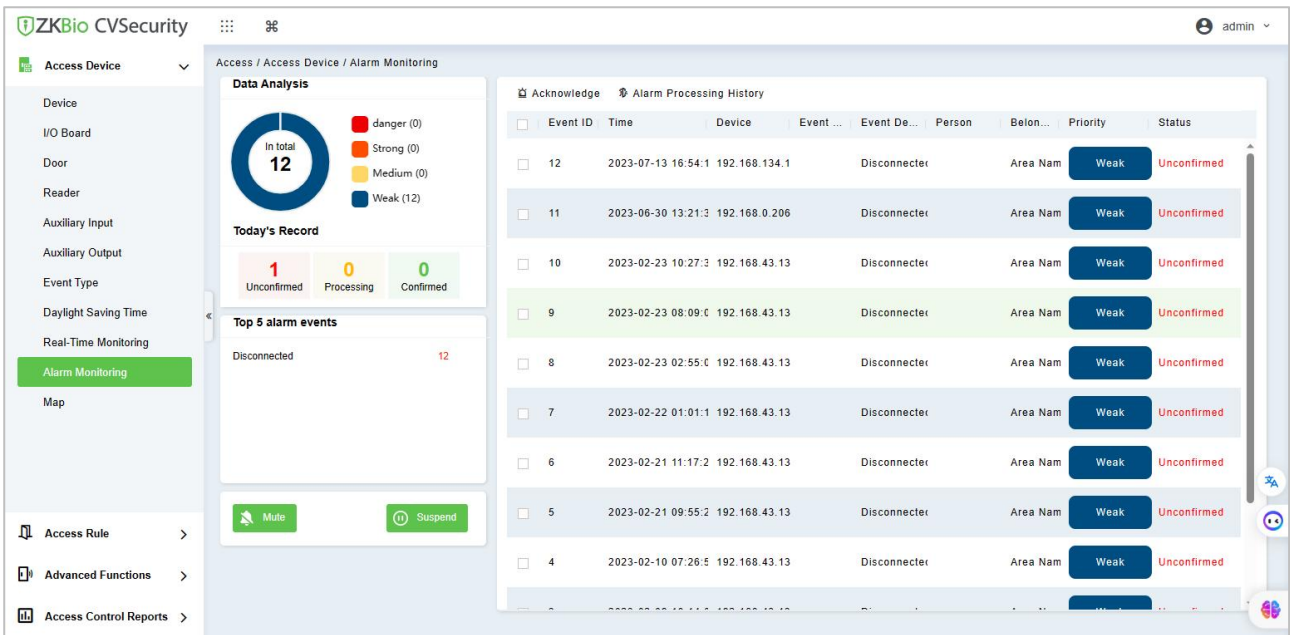 ZKBio CVSecurity
admin
Access Device
Device
I/O Board
Door
Reader
Auxiliary Input
Auxiliary Output
Event Type
Daylight Saving Time
Real-Time Monitoring
Alarm Monitoring
Map
Access Rule
Advanced Functions
Access Control Reports
Access / Access Device / Alarm Monitoring
Data Analysis
In total
12
danger (0)
Strong (0)
Medium (0)
Weak (12)
Today's Record
1 0 0
Unconfirmed Processing Confirmed
Top 5 alarm events
Disconnected 12
Mute Suspend
Acknowledge Alarm Processing History
Event ID Time Device Event ... Event De... Person Belon... Priority Status
12 2023-07-13 16:54:1 192.168.134.1 Disconnected Area Nam Weak Unconfirmed
11 2023-06-30 13:21:3 192.168.0.206 Disconnected Area Nam Weak Unconfirmed
10 2023-02-23 10:27:3 192.168.43.13 Disconnected Area Nam Weak Unconfirmed
9 2023-02-23 08:09:0 192.168.43.13 Disconnected Area Nam Weak Unconfirmed
8 2023-02-23 02:55:0 192.168.43.13 Disconnected Area Nam Weak Unconfirmed
7 2023-02-22 01:01:1 192.168.43.13 Disconnected Area Nam Weak Unconfirmed
6 2023-02-21 11:17:2 192.168.43.13 Disconnected Area Nam Weak Unconfirmed
5 2023-02-21 09:55:2 192.168.43.13 Disconnected Area Nam Weak Unconfirmed
4 2023-02-10 07:26:5 192.168.43.13 Disconnected Area Nam Weak Unconfirmed